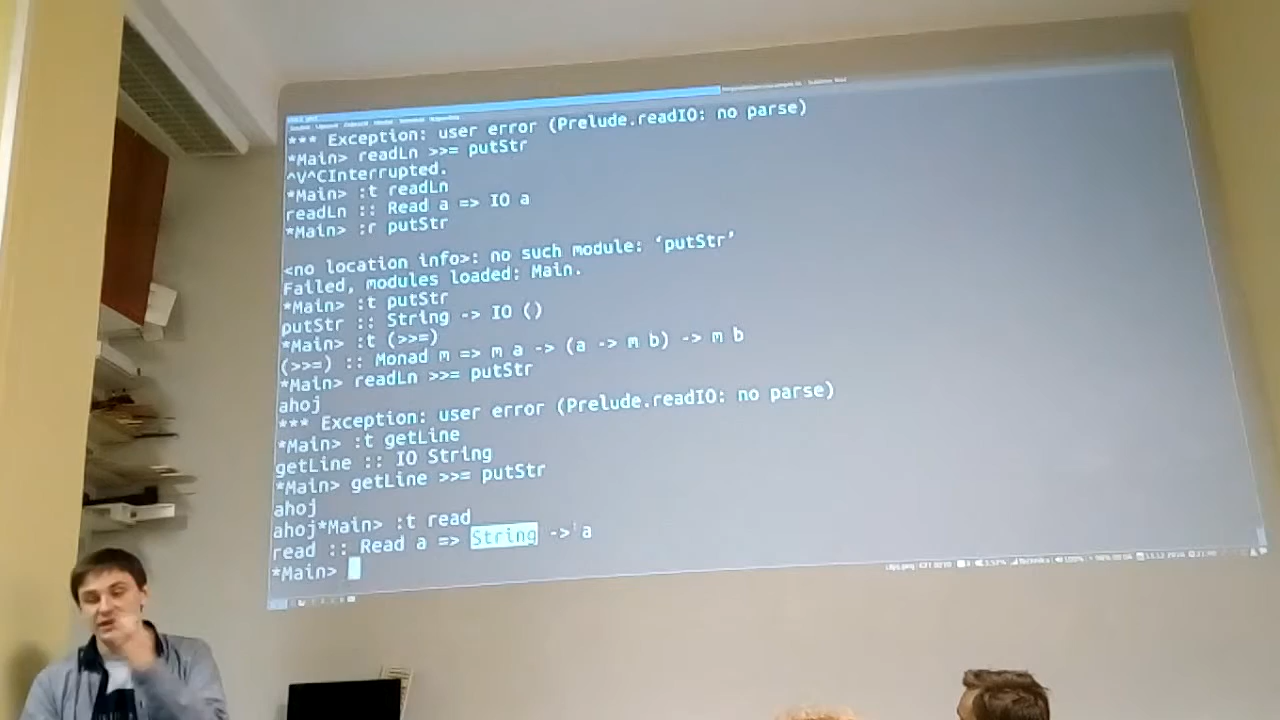 *** Exception: user error (Prelude.readIO: no parse)
*Main> readLn >>= putStr
^V^CInterrupted.
*Main> :t readLn
readLn :: Read a => IO a
*Main> :r putStr
<no location info>: no such module: ‘putStr’
Failed, modules loaded: Main.
*Main> :t putStr
putStr :: String -> IO ()
*Main> :t (>>=)
(>>=) :: Monad m => m a -> (a -> m b) -> m b
*Main> readLn >>= putStr
ahoj
*** Exception: user error (Prelude.readIO: no parse)
*Main> :t getLine
getLine :: IO String
*Main> getLine >>= putStr
ahoj
ahoj*Main> :t read
read :: Read a => String -> a
*Main>